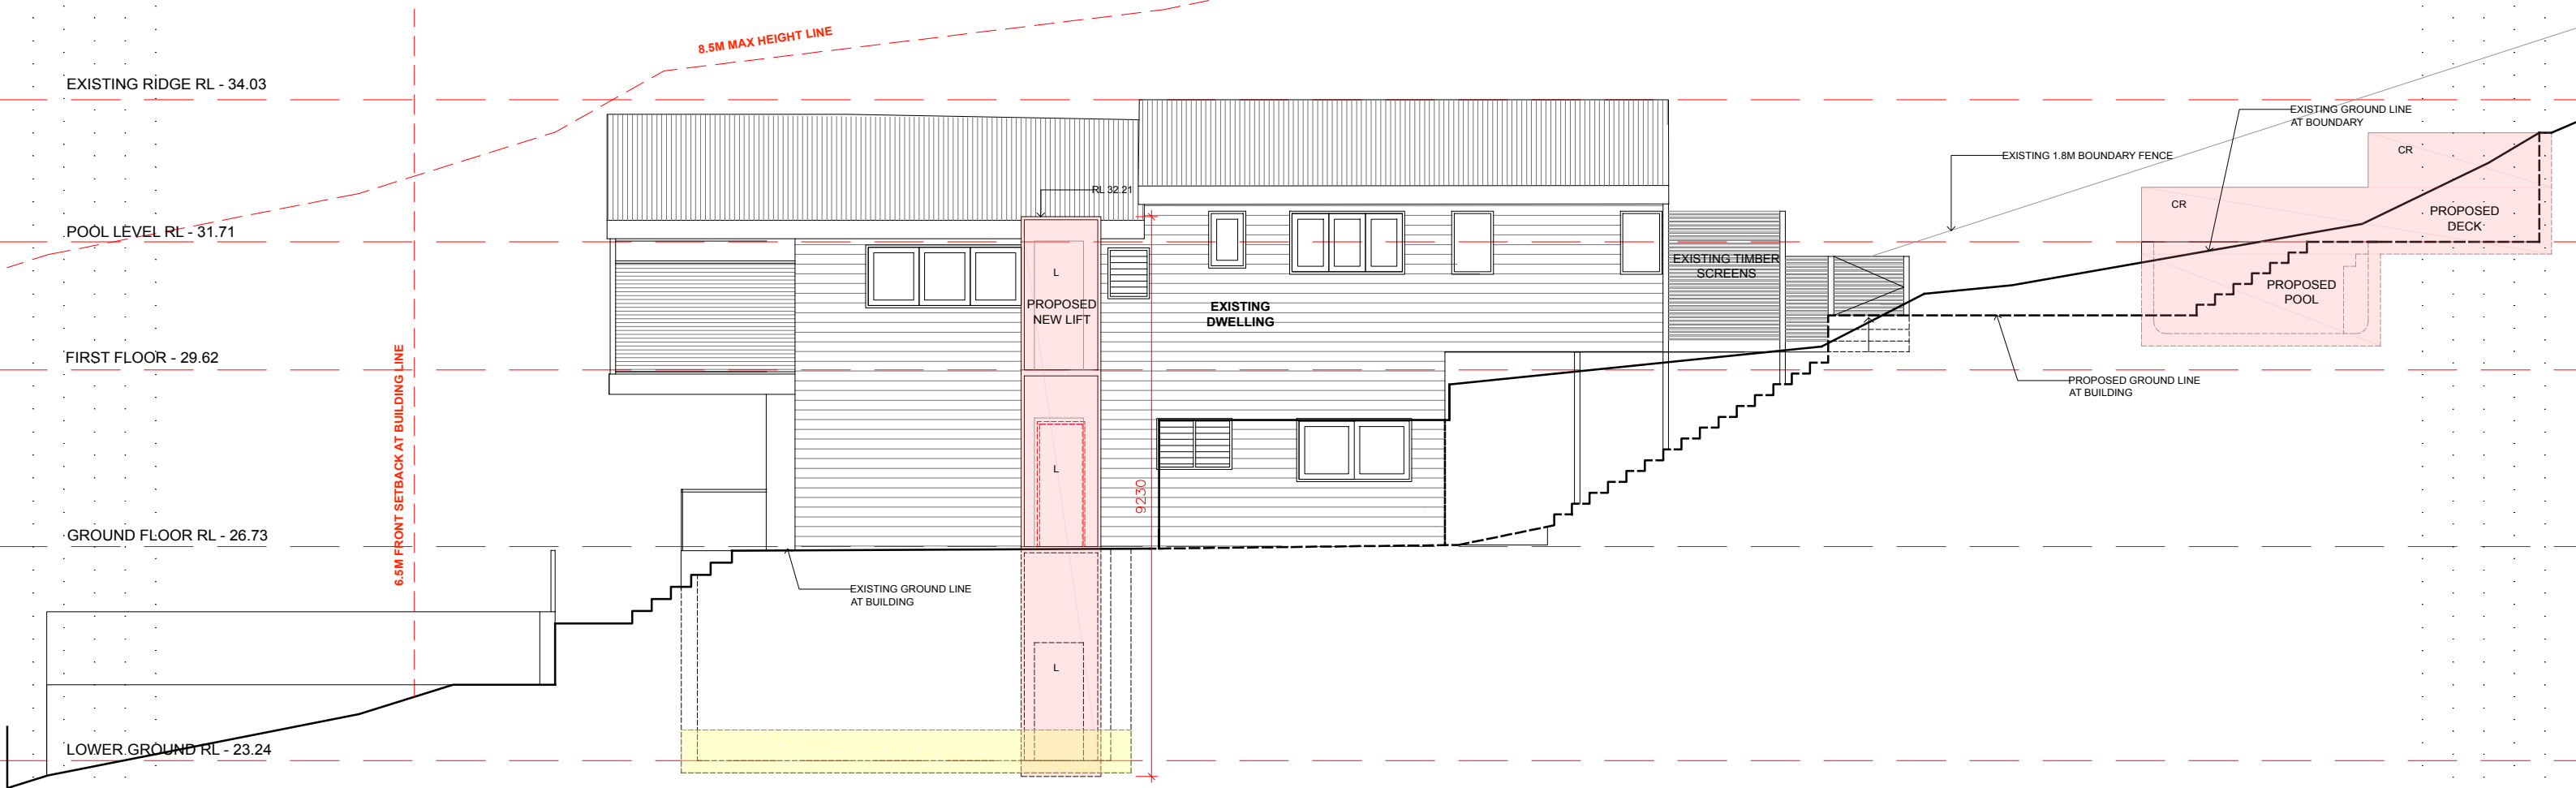 8.5M MAX HEIGHT LINE
EXISTING RIDGE RL - 34.03
EXISTING GROUND LINE
AT BOUNDARY
CR
EXISTING 1.8M BOUNDARY FENCE
RL 32.21
CR
PROPOSED
DECK
POOL LEVEL RL - 31.71
EXISTING TIMBER
SCREENS
L
PROPOSED
NEW LIFT
EXISTING
DWELLING
PROPOSED
POOL
FIRST FLOOR - 29.62
6.5M FRONT SETBACK AT BUILDING LINE
PROPOSED GROUND LINE
AT BUILDING
L
9230
GROUND FLOOR RL - 26.73
EXISTING GROUND LINE
AT BUILDING
L
LOWER GROUND RL - 23.24